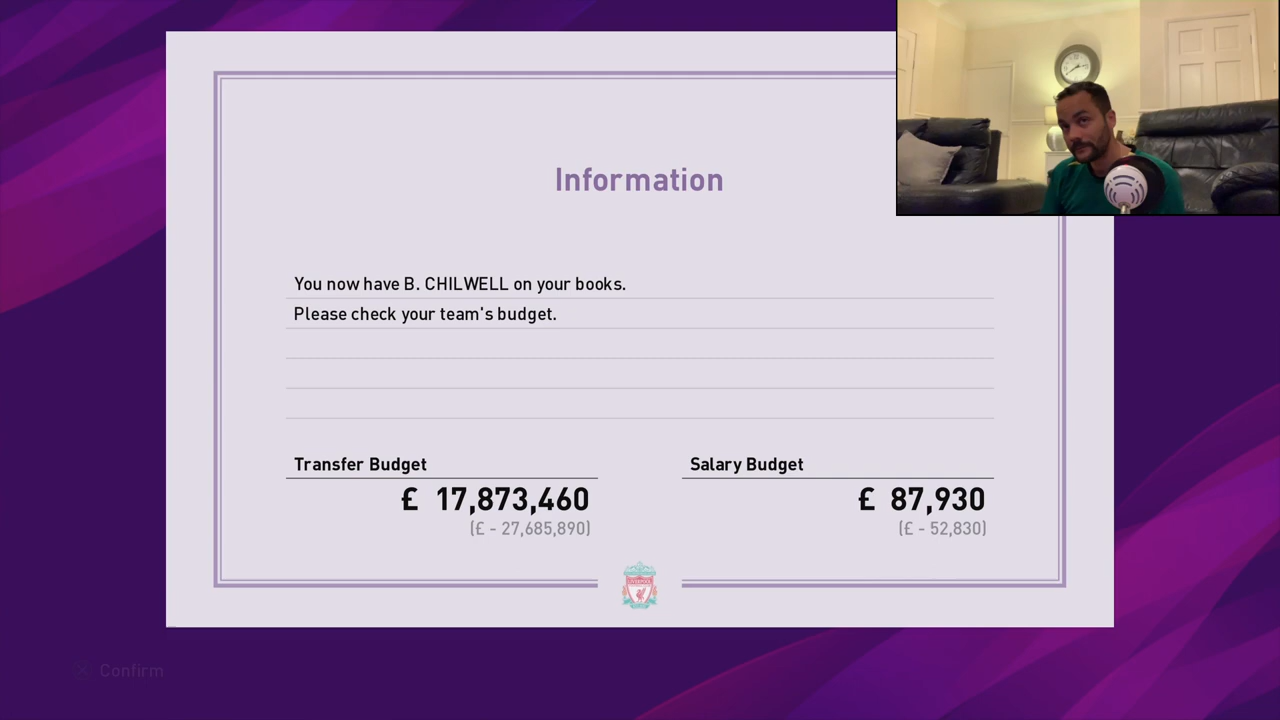 Information
You now have B. CHILWELL on your books.
Please check your team's budget.
Transfer Budget
£ 17,873,460
(£ - 27,685,890)
Salary Budget
£ 87,930
(£ - 52,830)
Confirm